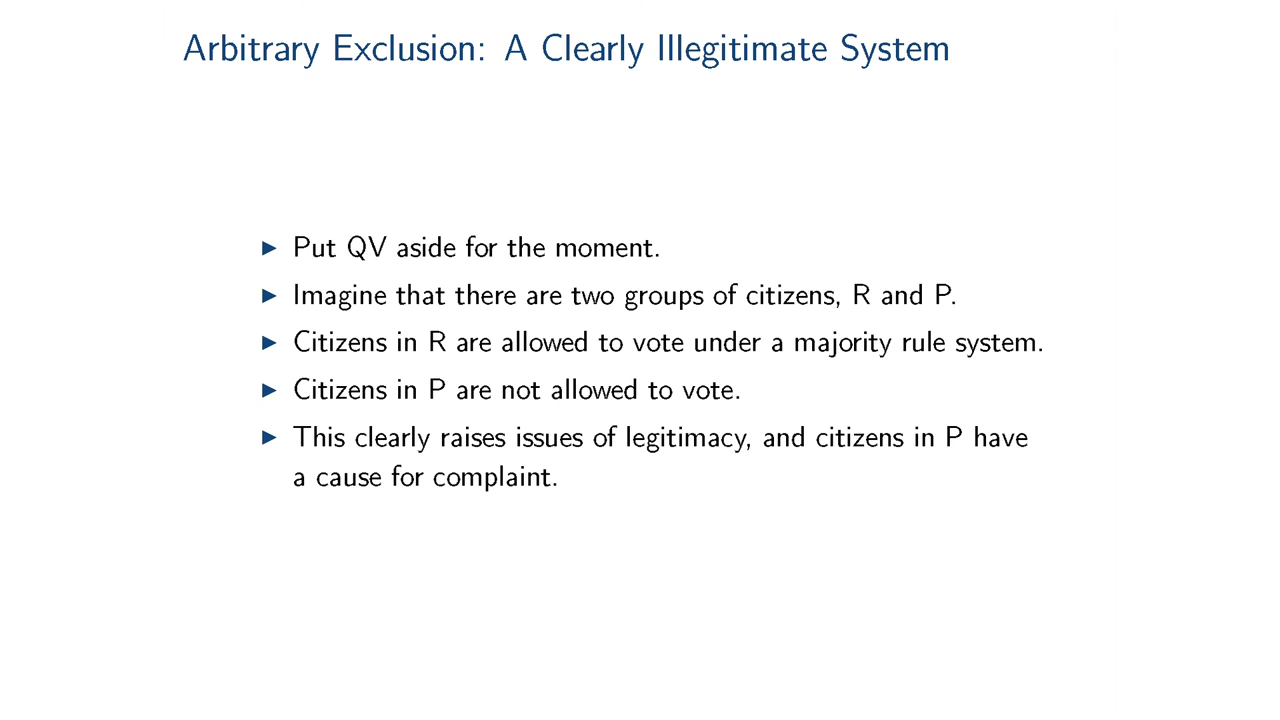 Arbitrary Exclusion: A Clearly Illegitimate System
▶ Put QV aside for the moment.
▶ Imagine that there are two groups of citizens, R and P.
▶ Citizens in R are allowed to vote under a majority rule system.
▶ Citizens in P are not allowed to vote.
▶ This clearly raises issues of legitimacy, and citizens in P have
a cause for complaint.